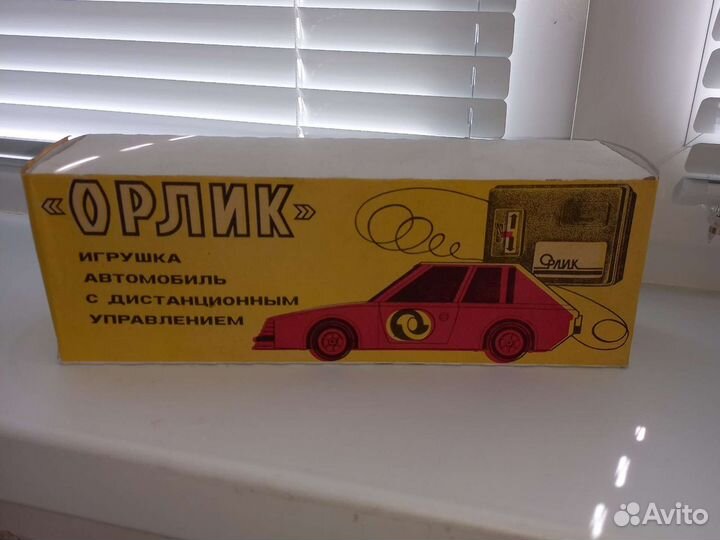 «ОРЛИК»
ИГРУШКА
АВТОМОБИЛЬ
С ДИСТАНЦИОННЫМ
УПРАВЛЕНИЕМ
ОРЛИК
Avito